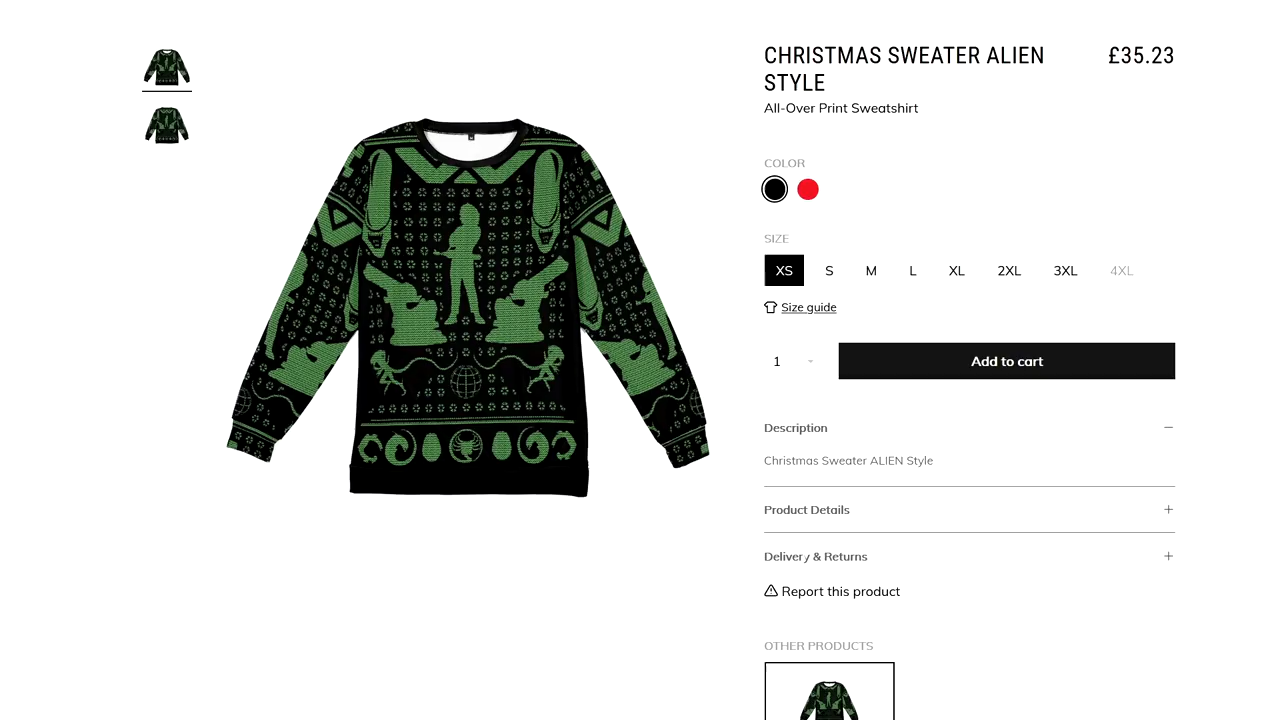 CHRISTMAS SWEATER ALIEN
STYLE
£35.23
All-Over Print Sweatshirt
COLOR
SIZE
XS S M L XL 2XL 3XL 4XL
Size guide
1
Add to cart
Description
Christmas Sweater ALIEN Style
Product Details
Delivery & Returns
Report this product
OTHER PRODUCTS